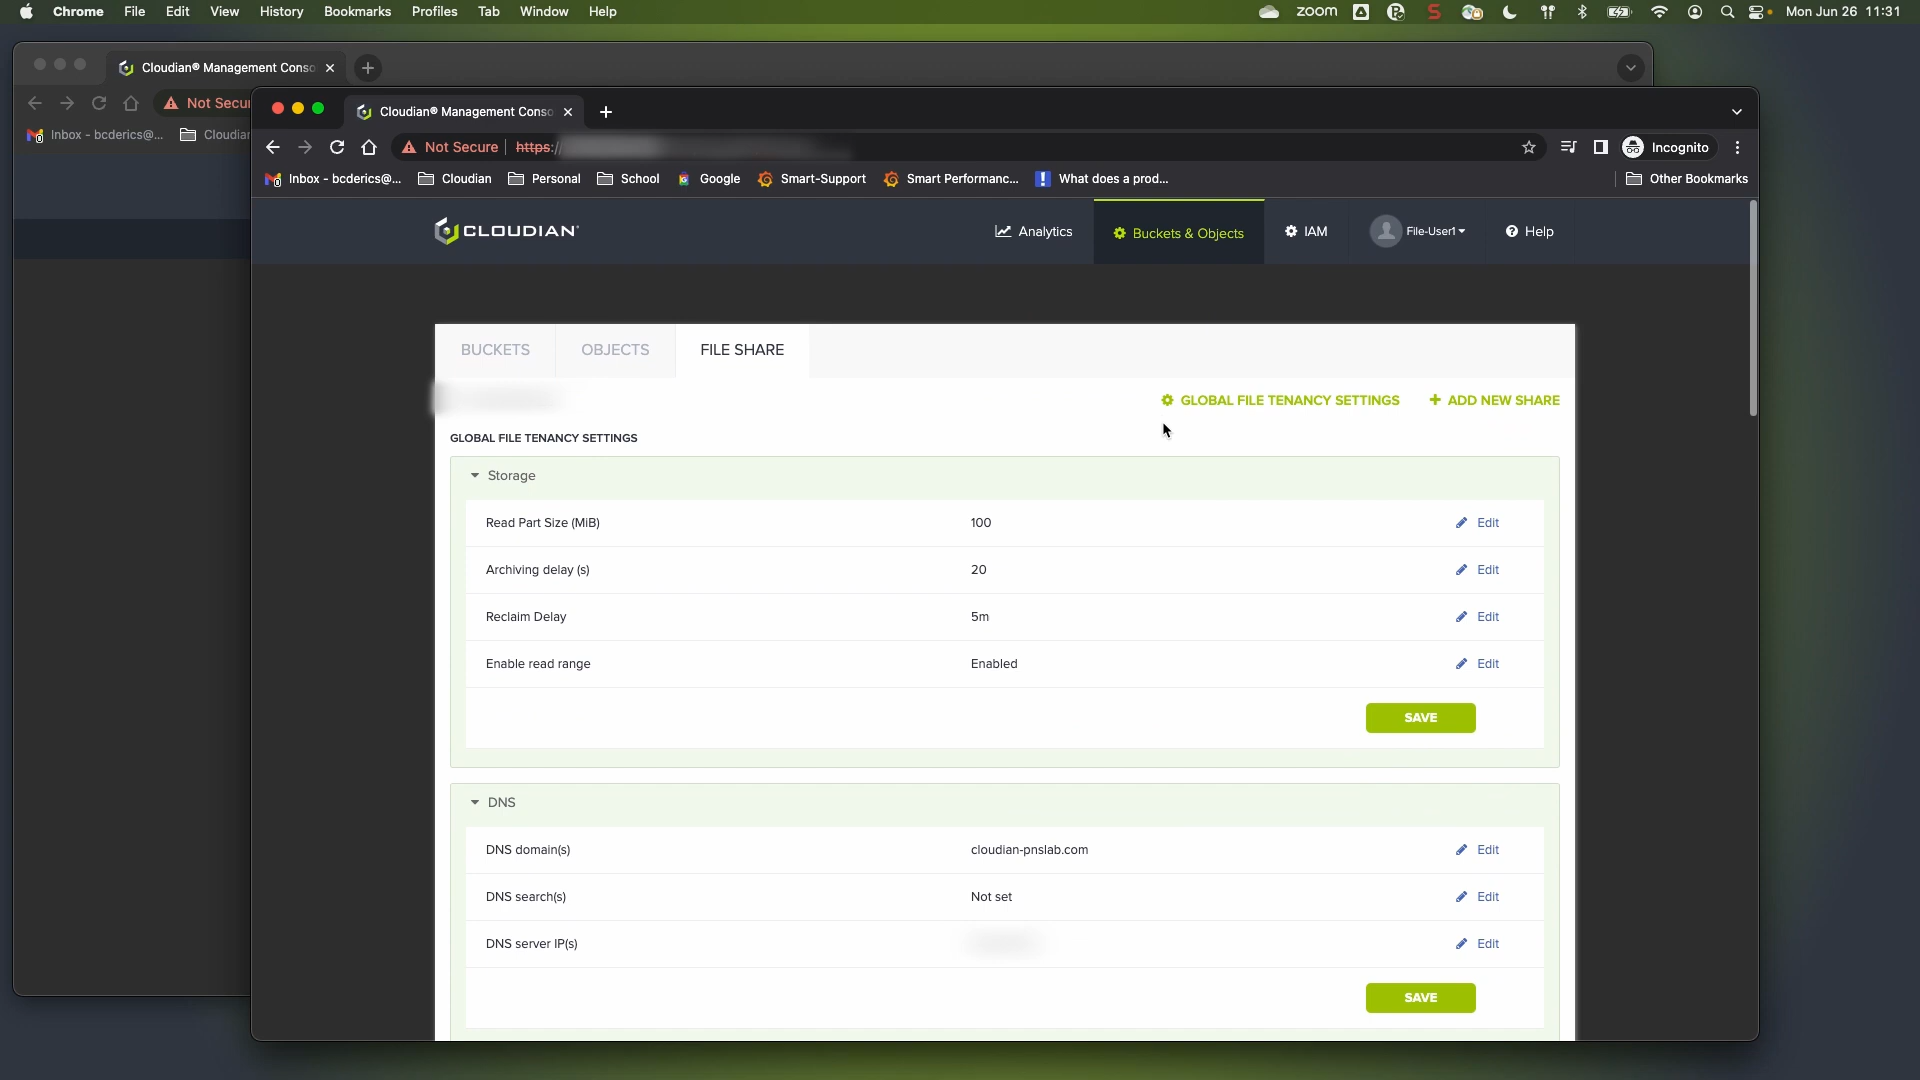 Chrome File Edit View History Bookmarks Profiles Tab Window Help zoom Mon Jun 26 11:31
Cloudian® Management Conso
Not Secu
Inbox - bcderics@... Cloudian
Cloudian® Management Conso
Not Secure https://
Incognito
Inbox - bcderics@... Cloudian Personal School Google Smart-Support Smart Performanc... What does a prod... Other Bookmarks
CLOUDIAN Analytics Buckets & Objects IAM File-User1 Help
BUCKETS OBJECTS FILE SHARE
GLOBAL FILE TENANCY SETTINGS + ADD NEW SHARE
GLOBAL FILE TENANCY SETTINGS
Storage
Read Part Size (MiB) 100 Edit
Archiving delay (s) 20 Edit
Reclaim Delay 5m Edit
Enable read range Enabled Edit
SAVE
DNS
DNS domain(s) cloudian-pnslab.com Edit
DNS search(s) Not set Edit
DNS server IP(s) Edit
SAVE